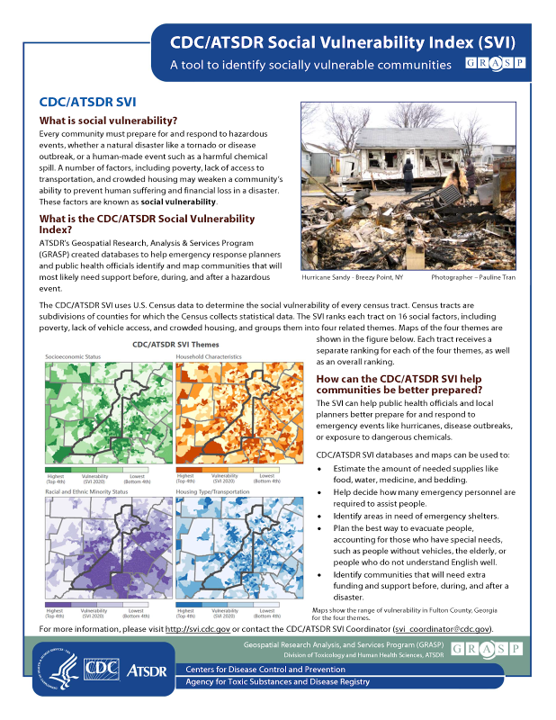 CDC/ATSDR Social Vulnerability Index (SVI)
A tool to identify socially vulnerable communities
GRASP
CDC/ATSDR SVI
What is social vulnerability?
Every community must prepare for and respond to hazardous
events, whether a natural disaster like a tornado or disease
outbreak, or a human-made event such as a harmful chemical
spill. A number of factors, including poverty, lack of access to
transportation, and crowded housing may weaken a community's
ability to prevent human suffering and financial loss in a disaster.
These factors are known as social vulnerability.
What is the CDC/ATSDR Social Vulnerability
Index?
ATSDR's Geospatial Research, Analysis & Services Program
(GRASP) created databases to help emergency response planners
and public health officials identify and map communities that will
most likely need support before, during, and after a hazardous
event.
Hurricane Sandy - Breezy Point, NY
Photographer – Pauline Tran
The CDC/ATSDR SVI uses U.S. Census data to determine the social vulnerability of every census tract. Census tracts are
subdivisions of counties for which the Census collects statistical data. The SVI ranks each tract on 16 social factors, including
poverty, lack of vehicle access, and crowded housing, and groups them into four related themes. Maps of the four themes are
shown in the figure below. Each tract receives a
separate ranking for each of the four themes, as well
as an overall ranking.
CDC/ATSDR SVI Themes
Socioeconomic Status
Household Characteristics
Highest (Top 4th)
Vulnerability (SVI 2020)
Lowest (Bottom 4th)
Highest (Top 4th)
Vulnerability (SVI 2020)
Lowest (Bottom 4th)
Racial and Ethnic Minority Status
Housing Type/Transportation
Highest (Top 4th)
Vulnerability (SVI 2020)
Lowest (Bottom 4th)
Highest (Top 4th)
Vulnerability (SVI 2020)
Lowest (Bottom 4th)
How can the CDC/ATSDR SVI help
communities be better prepared?
The SVI can help public health officials and local
planners better prepare for and respond to
emergency events like hurricanes, disease outbreaks,
or exposure to dangerous chemicals.
CDC/ATSDR SVI databases and maps can be used to:
• Estimate the amount of needed supplies like
food, water, medicine, and bedding.
• Help decide how many emergency personnel are
required to assist people.
• Identify areas in need of emergency shelters.
• Plan the best way to evacuate people,
accounting for those who have special needs,
such as people without vehicles, the elderly, or
people who do not understand English well.
• Identify communities that will need extra
funding and support before, during, and after a
disaster.
Maps show the range of vulnerability in Fulton County, Georgia
for the four themes.
For more information, please visit http://svi.cdc.gov or contact the CDC/ATSDR SVI Coordinator (svi_coordinator@cdc.gov).
Geospatial Research, Analysis, and Services Program (GRASP)
Division of Toxicology and Human Health Sciences, ATSDR
GRASP
CDC
ATSDR
Centers for Disease Control and Prevention
Agency for Toxic Substances and Disease Registry